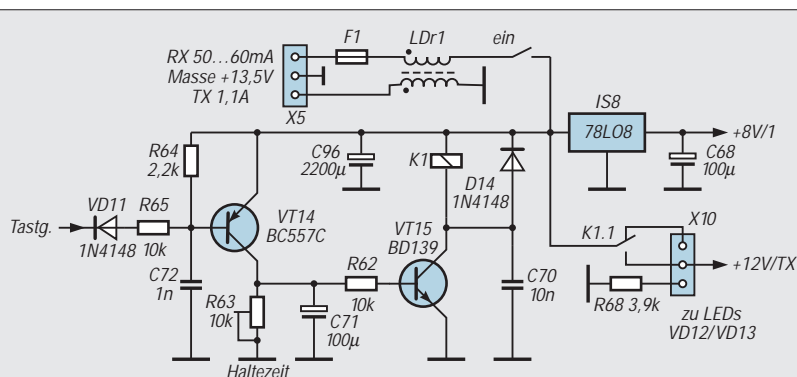 F1
LDr1
ein
RX 50...60mA
Masse +13,5V
TX 1,1A
X5
IS8
78LO8
+8V/1
R64
2,2k
C96
2200µ
K1
D14
1N4148
C68
100µ
VD11
1N4148
R65
10k
Tastg.
VT14
BC557C
VT15
BD139
X10
K1.1
+12V/TX
C72
1n
R63
10k
C71
100µ
R62
10k
C70
10n
R68 3,9k
zu LEDs
VD12/VD13
Haltezeit